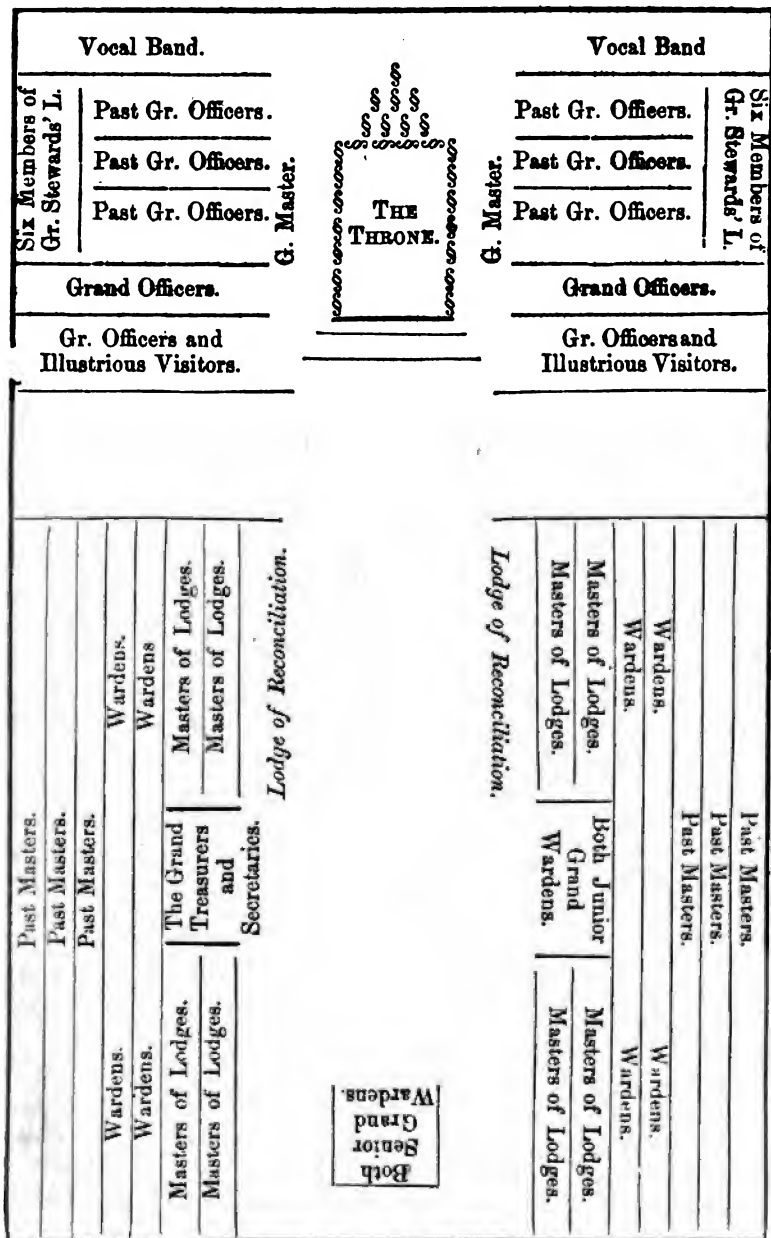 Vocal Band.
Six Members of
Gr. Stewards' L.
Past Gr. Officers.
Past Gr. Officers.
Past Gr. Officers.
G. Master.
Grand Officers.
Gr. Officers and
Illustrious Visitors.
THE
THRONE.
Vocal Band
G. Master.
Past Gr. Officers.
Past Gr. Officers.
Past Gr. Officers.
Six Members of
Gr. Stewards' L.
Grand Officers.
Gr. Officers and
Illustrious Visitors.
Past Masters.
Past Masters.
Past Masters.
Wardens.
Wardens.
Wardens
Wardens.
Masters of Lodges.
Masters of Lodges.
The Grand
Treasurers
and
Secretaries.
Masters of Lodges.
Masters of Lodges.
Lodge of Reconciliation.
Both
Senior
Grand
Wardens.
Lodge of Reconciliation.
Masters of Lodges.
Masters of Lodges.
Both Junior
Grand
Wardens.
Masters of Lodges.
Masters of Lodges.
Wardens.
Wardens.
Wardens.
Wardens.
Past Masters.
Past Masters.
Past Masters.